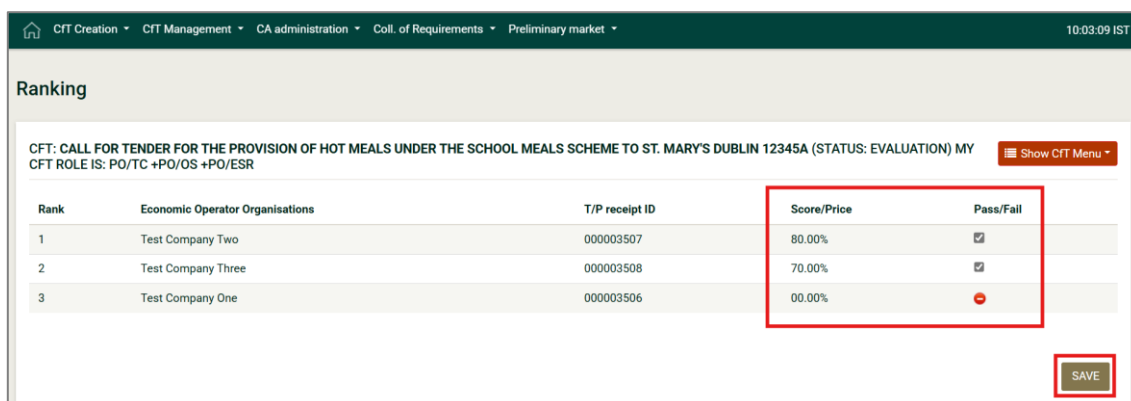 CfT Creation CfT Management CA administration Coll. of Requirements Preliminary market 10:03:09 IST
Ranking
CFT: CALL FOR TENDER FOR THE PROVISION OF HOT MEALS UNDER THE SCHOOL MEALS SCHEME TO ST. MARY'S DUBLIN 12345A (STATUS: EVALUATION) MY
CFT ROLE IS: PO/TC +PO/OS +PO/ESR
Show CfT Menu
Rank Economic Operator Organisations T/P receipt ID Score/Price Pass/Fail
1 Test Company Two 000003507 80.00%
2 Test Company Three 000003508 70.00%
3 Test Company One 000003506 00.00%
SAVE